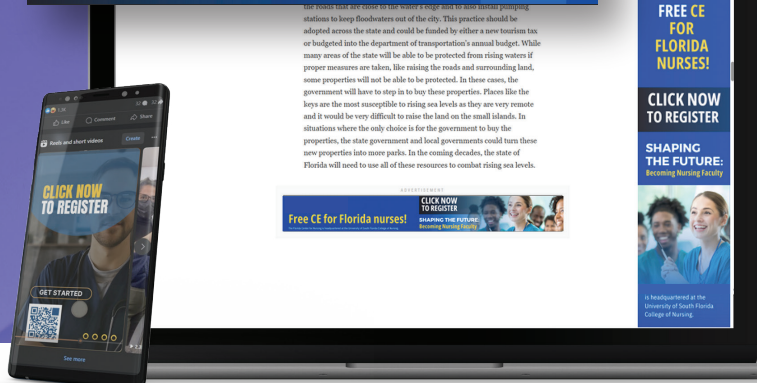 the roads that are close to the water's edge and to also install pumping
stations to keep floodwaters out of the city. This practice should be
adopted across the state and could be funded by either a new tourism tax
or budgeted into the department of transportation's annual budget. While
many areas of the state will be able to be protected from rising waters if
proper measures are taken, like raising the roads and surrounding land,
some properties will not be able to be protected. In these cases, the
government will have to step in to buy these properties. Places like the
keys are the most susceptible to rising sea levels as they are very remote
and it would be very difficult to raise the land on the small islands. In
situations where the only choice is for the government to buy the
properties, the state government and local governments could turn these
new properties into more parks. In the coming decades, the state of
Florida will need to use all of these resources to combat rising sea levels.
ADVERTISEMENT
Free CE for Florida nurses!
CLICK NOW
TO REGISTER
SHAPING THE FUTURE:
Becoming Nursing Faculty
FREE CE
FOR
FLORIDA
NURSES!
CLICK NOW
TO REGISTER
SHAPING
THE FUTURE:
Becoming Nursing Faculty
is headquartered at the
University of South Florida
College of Nursing.
Like
Comment
Share
Reels and short videos
Create
CLICK NOW
TO REGISTER
GET STARTED
See more